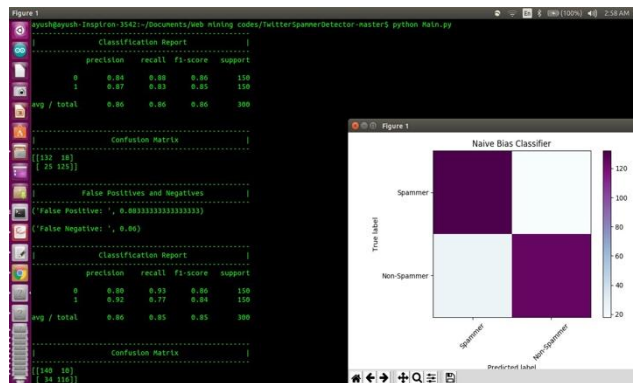 Figure 1
(100%) 2:58 AM
ayush@ayush-Inspiron-3542:~/Documents/Web mining codes/TwitterSpammerDetector-master$ python Main.py
| Classification Report |
precision recall f1-score support
0 0.84 0.88 0.86 150
1 0.87 0.83 0.85 150
avg / total 0.86 0.86 0.86 300
| Confusion Matrix |
[[132 18]
[ 25 125]]
| False Positives and Negatives |
('False Positive: ', 0.08333333333333333)
('False Negative: ', 0.06)
| Classification Report |
precision recall f1-score support
0 0.80 0.93 0.86 150
1 0.92 0.77 0.84 150
avg / total 0.86 0.85 0.85 300
| Confusion Matrix |
[[140 10]
[ 34 116]]
Figure 1
Naive Bias Classifier
Spammer
Non-Spammer
True label
Spammer
Non-Spammer
Predicted label
120
100
80
60
40
20